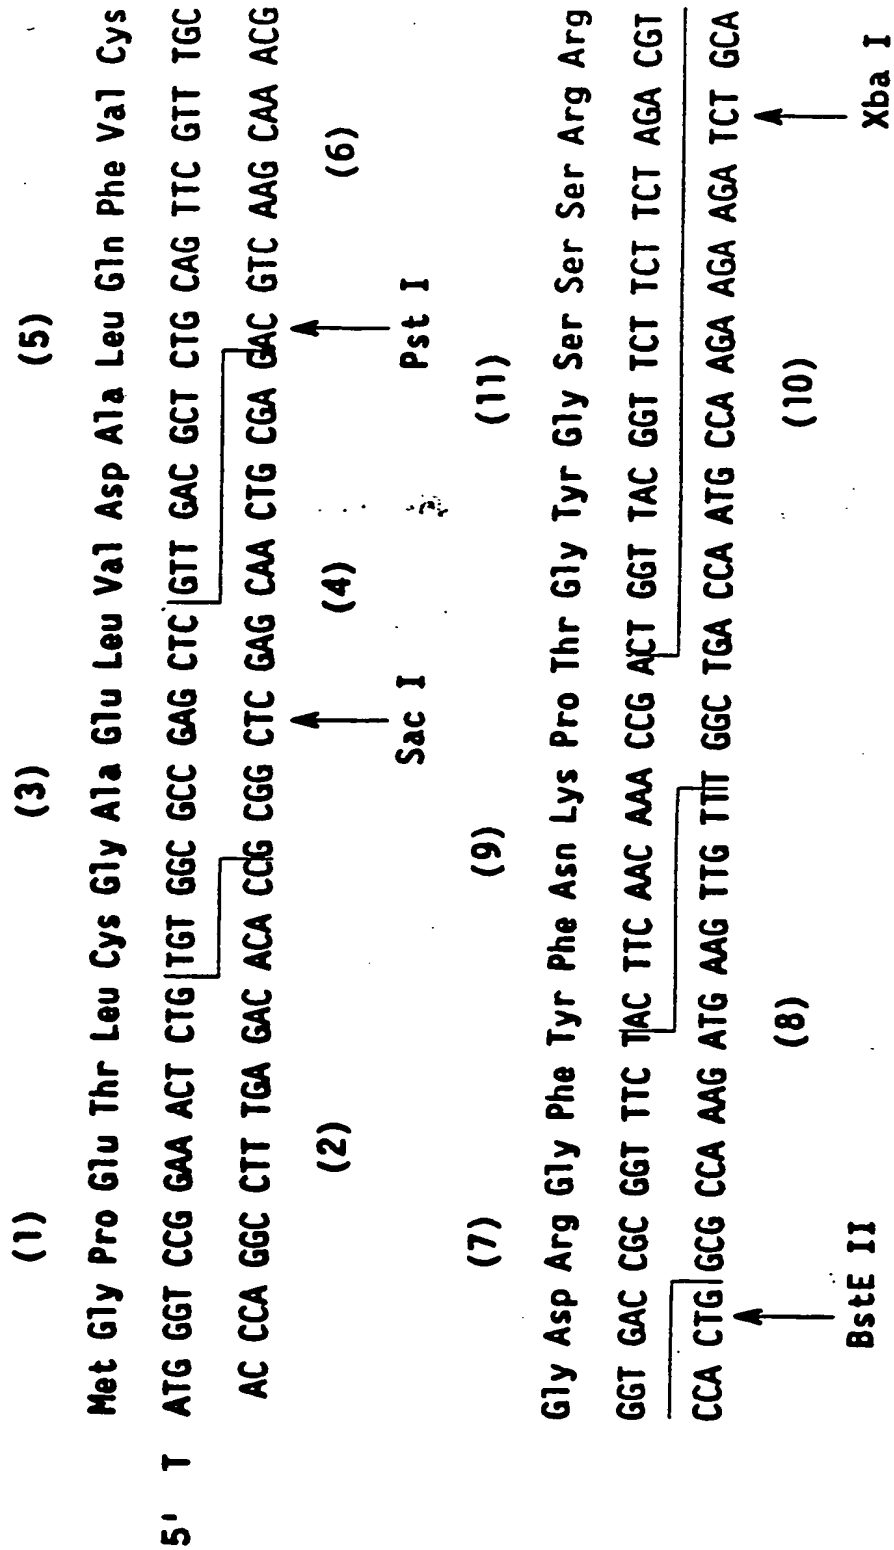 (1) (3) (5)
Met Gly Pro Glu Thr Leu Cys Gly Ala Glu Leu Val Asp Ala Leu Gln Phe Val Cys
5' T ATG GGT CCG GAA ACT CTG TGT GGC GCC GAG CTC GTT GAC GCT CTG CAG TTC GTT TGC
AC CCA GGC CTT TGA GAC ACA CCG CGG CTC GAG CAA CTG CGA GAC GTC AAG CAA ACG
(2) (4) (6)
Sac I Pst I
(7) (9) (11)
Gly Asp Arg Gly Phe Tyr Phe Asn Lys Pro Thr Gly Tyr Gly Ser Ser Ser Arg Arg
GGT GAC CGC GGT TTC TAC TTC AAC AAA CCG ACT GGT TAC GGT TCT TCT TCT AGA CGT
CCA CTG GCG CCA AAG ATG AAG TTG TTT GGC TGA CCA ATG CCA AGA AGA AGA TCT GCA
(8) (10)
BstE II Xba I